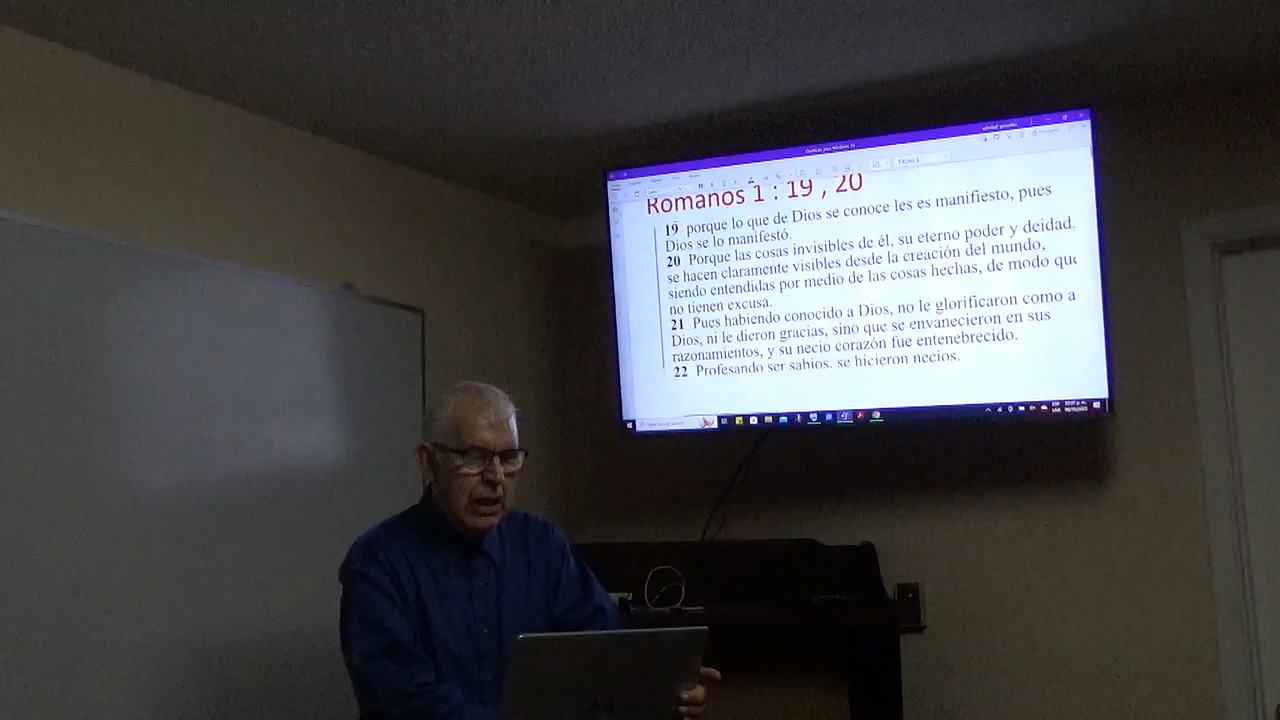 OneNote para Windows 10
Romanos 1 : 19 , 20
19 porque lo que de Dios se conoce les es manifiesto, pues
Dios se lo manifestó.
20 Porque las cosas invisibles de él, su eterno poder y deidad,
se hacen claramente visibles desde la creación del mundo,
siendo entendidas por medio de las cosas hechas, de modo que
no tienen excusa.
21 Pues habiendo conocido a Dios, no le glorificaron como a
Dios, ni le dieron gracias, sino que se envanecieron en sus
razonamientos, y su necio corazón fue entenebrecido.
22 Profesando ser sabios, se hicieron necios,